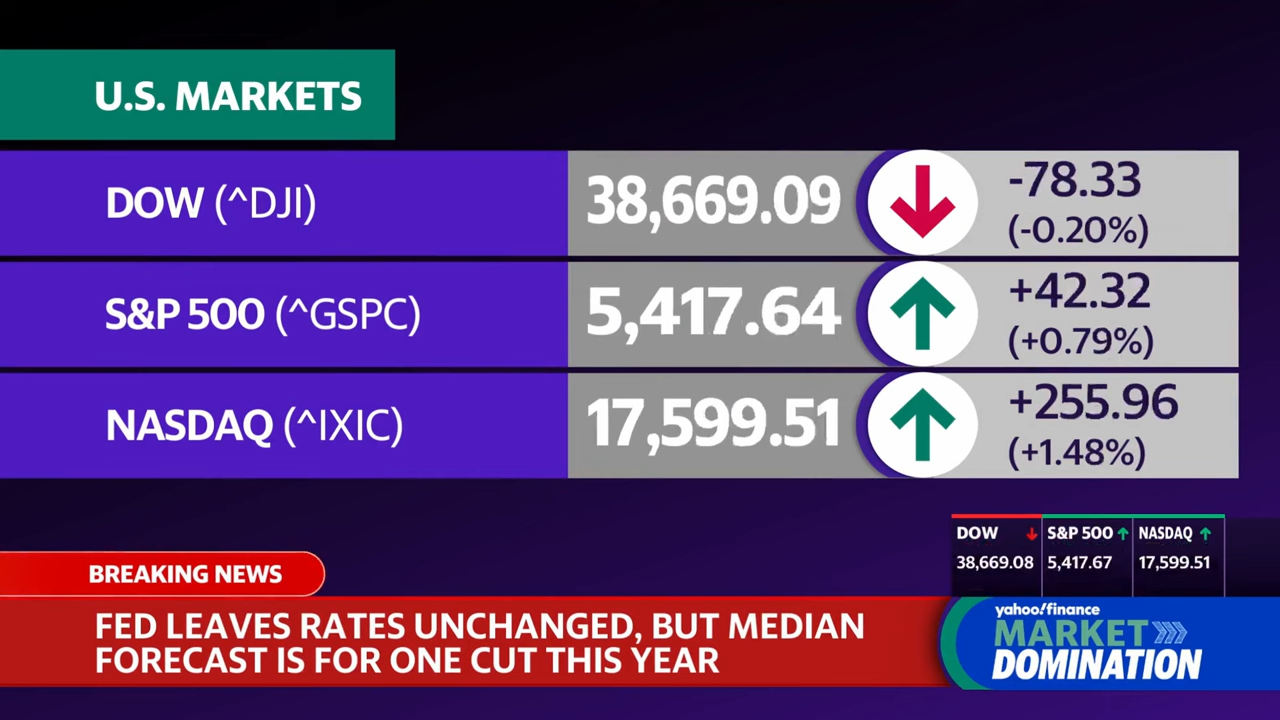 U.S. MARKETS
DOW (^DJI) 38,669.09 -78.33
(-0.20%)
S&P 500 (^GSPC) 5,417.64 +42.32
(+0.79%)
NASDAQ (^IXIC) 17,599.51 +255.96
(+1.48%)
DOW S&P 500 NASDAQ
38,669.08 5,417.67 17,599.51
BREAKING NEWS
FED LEAVES RATES UNCHANGED, BUT MEDIAN
FORECAST IS FOR ONE CUT THIS YEAR
yahoo!finance
MARKET
DOMINATION